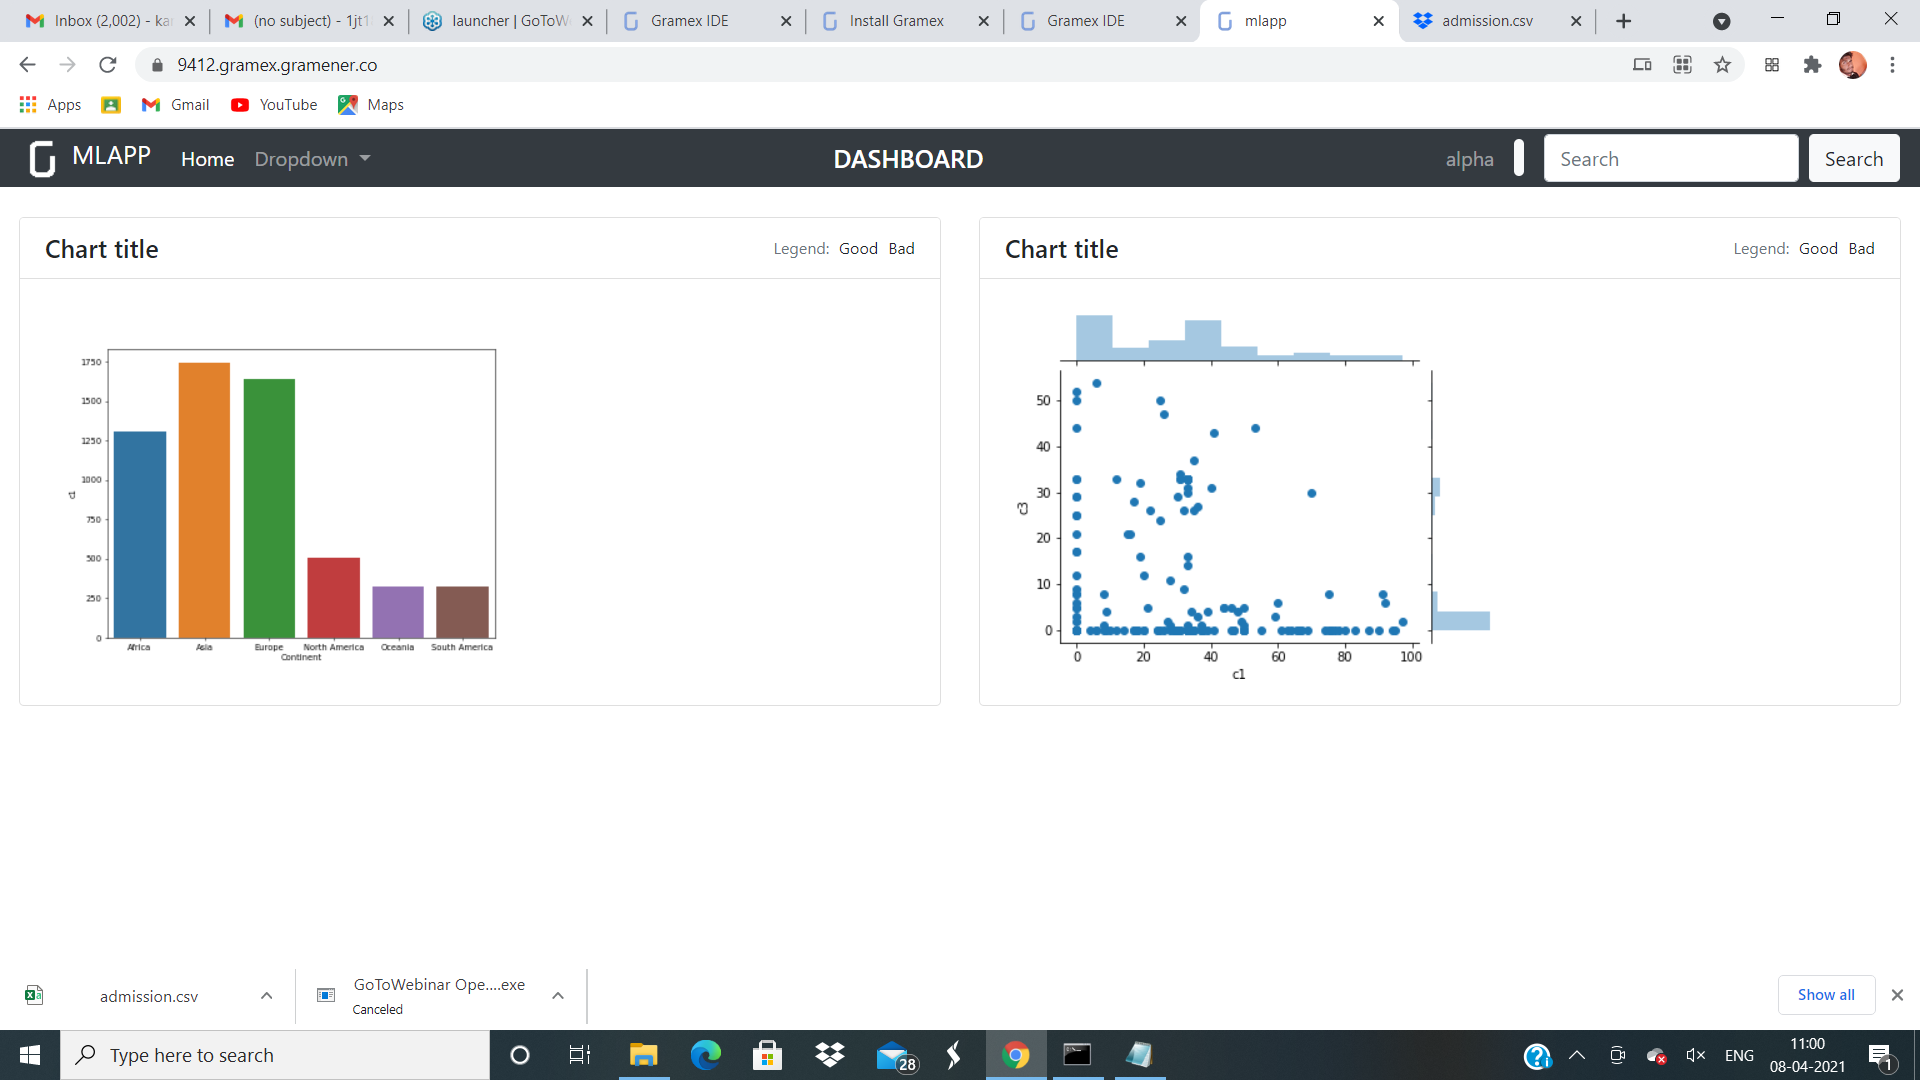 Inbox (2,002) - ka
(no subject) - 1jt1
launcher | GoToW
Gramex IDE
Install Gramex
Gramex IDE
mlapp
admission.csv
9412.gramex.gramener.co
Apps
Gmail
YouTube
Maps
MLAPP
Home
Dropdown
DASHBOARD
alpha
Search
Search
Chart title
Legend: Good Bad
1750
1500
1250
1000
750
500
250
0
Africa
Asia
Europe
North America
Oceania
South America
Continent
Chart title
Legend: Good Bad
50
40
30
20
10
0
c3
0
20
40
60
80
100
c1
admission.csv
GoToWebinar Ope....exe
Canceled
Show all
Type here to search
28
ENG
11:00
08-04-2021
1